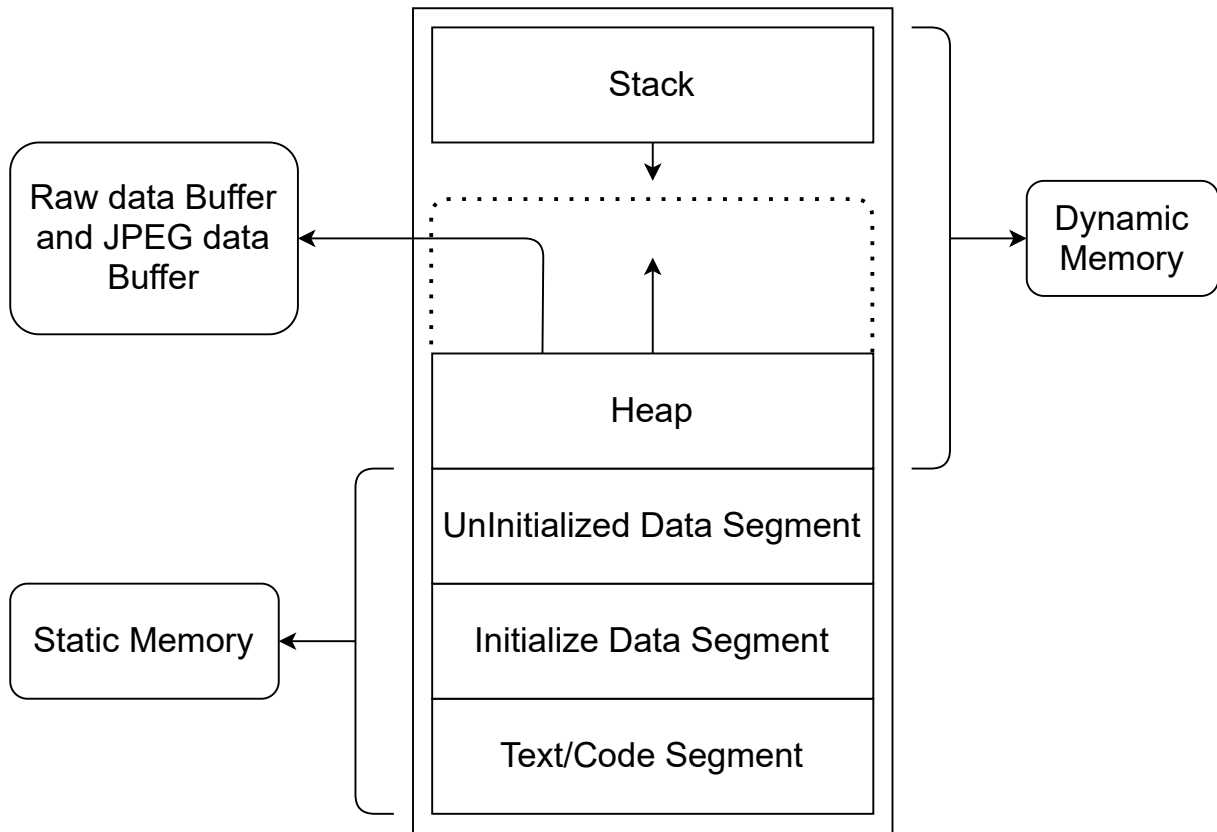 Stack
Raw data Buffer
and JPEG data
Buffer
Dynamic
Memory
Heap
UnInitialized Data Segment
Static Memory
Initialize Data Segment
Text/Code Segment